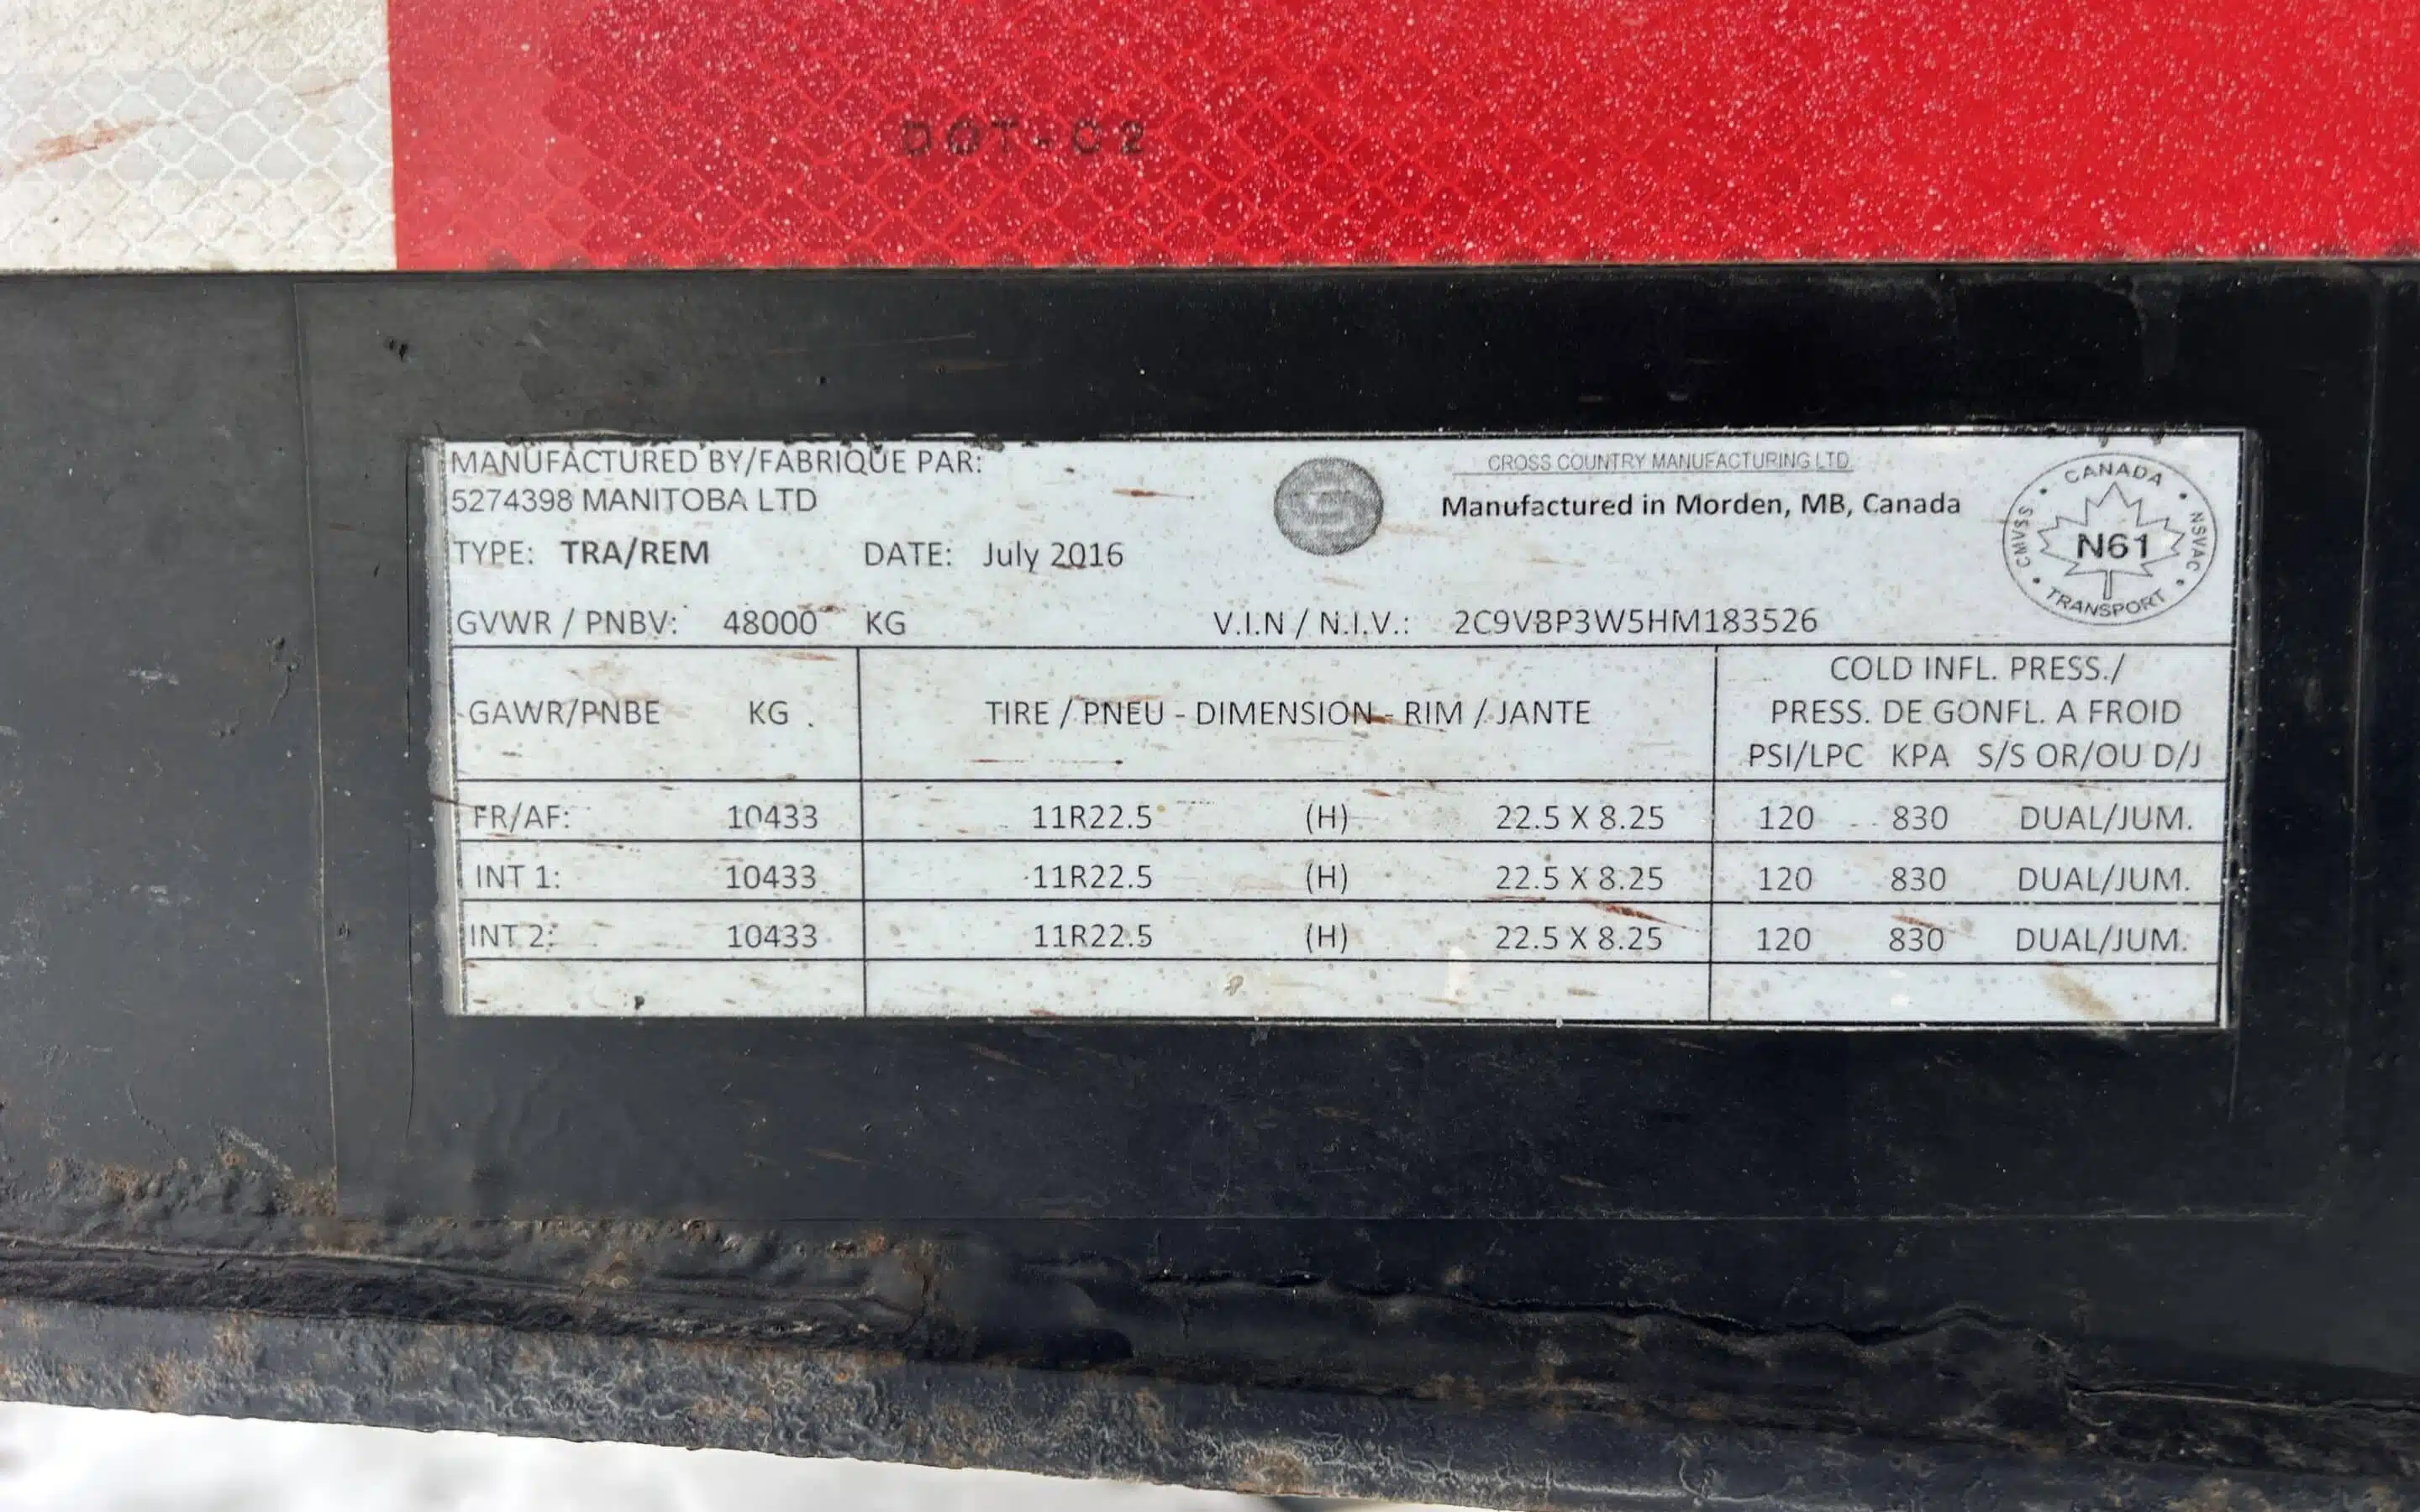 DOT-C2
MANUFACTURED BY/FABRIQUE PAR:
5274398 MANITOBA LTD
CROSS COUNTRY MANUFACTURING LTD
Manufactured in Morden, MB, Canada
CANADA
CMVSS
N61
NSVAC
TRANSPORT
TYPE: TRA/REM DATE: July 2016
GVWR / PNBV: 48000 KG V.I.N / N.I.V.: 2C9VBP3W5HM183526
GAWR/PNBE KG TIRE / PNEU - DIMENSION - RIM / JANTE
COLD INFL. PRESS./
PRESS. DE GONFL. A FROID
PSI/LPC KPA S/S OR/OU D/J
FR/AF: 10433 11R22.5 (H) 22.5 X 8.25 120 830 DUAL/JUM.
INT 1: 10433 11R22.5 (H) 22.5 X 8.25 120 830 DUAL/JUM.
INT 2: 10433 11R22.5 (H) 22.5 X 8.25 120 830 DUAL/JUM.